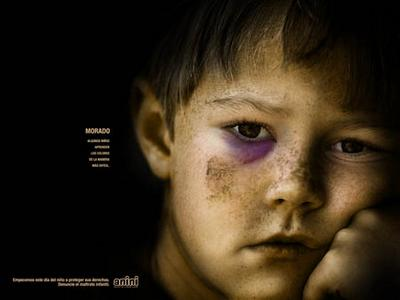 MORADO
ALGUNOS NIÑOS
APRENDEN
LOS COLORES
DE LA MANERA
MÁS DIFÍCIL.
Empecemos este día del niño a proteger sus derechos.
Denuncie el maltrato infantil.
anini